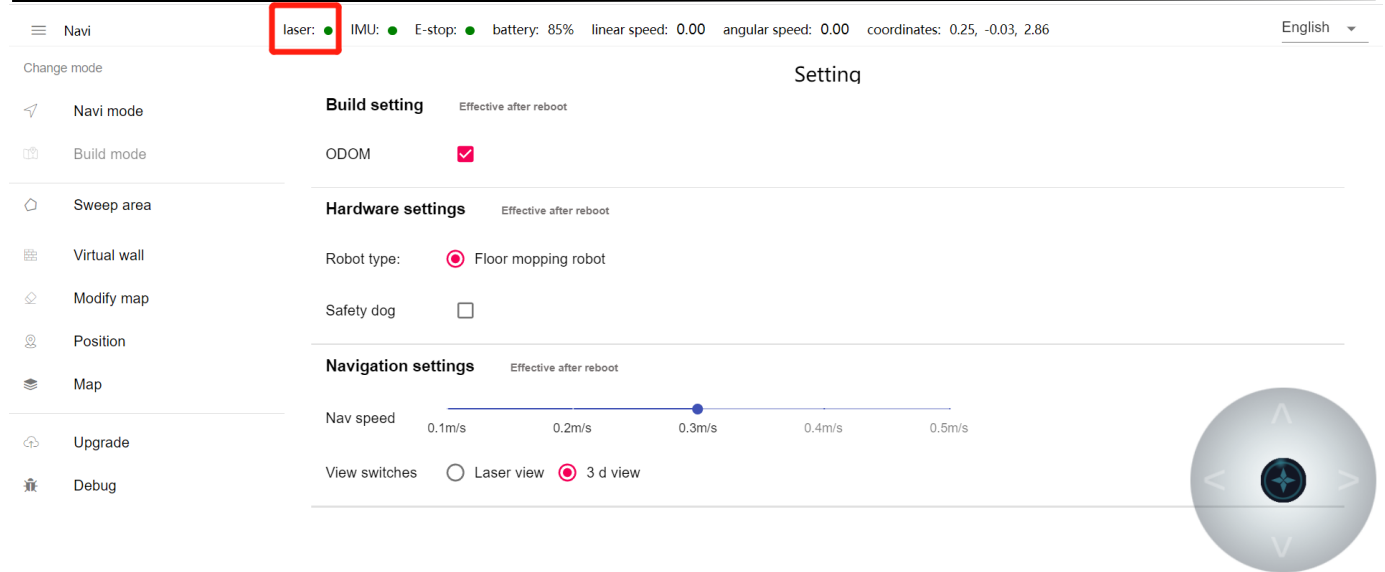 Navi laser: IMU: E-stop: battery: 85% linear speed: 0.00 angular speed: 0.00 coordinates: 0.25, -0.03, 2.86 English
Change mode
Navi mode
Build mode
Sweep area
Virtual wall
Modify map
Position
Map
Upgrade
Debug
Setting
Build setting Effective after reboot
ODOM
Hardware settings Effective after reboot
Robot type: Floor mopping robot
Safety dog
Navigation settings Effective after reboot
Nav speed
0.1m/s 0.2m/s 0.3m/s 0.4m/s 0.5m/s
View switches Laser view 3 d view